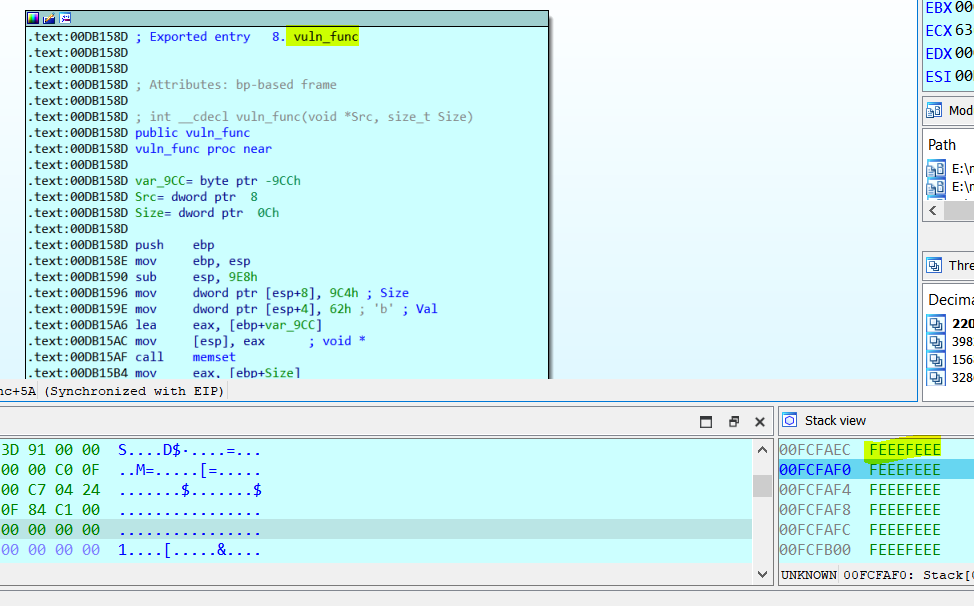 EBX 00
ECX 63
EDX 00
ESI 00
.text:00DB158D ; Exported entry   8. vuln_func
.text:00DB158D
.text:00DB158D
.text:00DB158D ; Attributes: bp-based frame
.text:00DB158D
.text:00DB158D ; int __cdecl vuln_func(void *Src, size_t Size)
.text:00DB158D public vuln_func
.text:00DB158D vuln_func proc near
.text:00DB158D
.text:00DB158D var_9CC= byte ptr -9CCh
.text:00DB158D Src= dword ptr  8
.text:00DB158D Size= dword ptr  0Ch
.text:00DB158D
.text:00DB158D push    ebp
.text:00DB158E mov     ebp, esp
.text:00DB1590 sub     esp, 9E8h
.text:00DB1596 mov     dword ptr [esp+8], 9C4h ; Size
.text:00DB159E mov     dword ptr [esp+4], 62h ; 'b' ; Val
.text:00DB15A6 lea     eax, [ebp+var_9CC]
.text:00DB15AC mov     [esp], eax      ; void *
.text:00DB15AF call    memset
.text:00DB15B4 mov     eax, [ebp+Size]
nc+5A (Synchronized with EIP)
Mod
Path
E:\r
E:\r
Thre
Decima
220
398
156
328
3D 91 00 00  S....D$·....=...
00 00 C0 0F  ..M=.....[=.....
00 C7 04 24  .......$.......$
0F 84 C1 00  ................
00 00 00 00  ................
00 00 00 00  1....[.....&....
Stack view
00FCFAEC  FEEEFEEE
00FCFAF0  FEEEFEEE
00FCFAF4  FEEEFEEE
00FCFAF8  FEEEFEEE
00FCFAFC  FEEEFEEE
00FCFB00  FEEEFEEE
UNKNOWN 00FCFAF0: Stack[